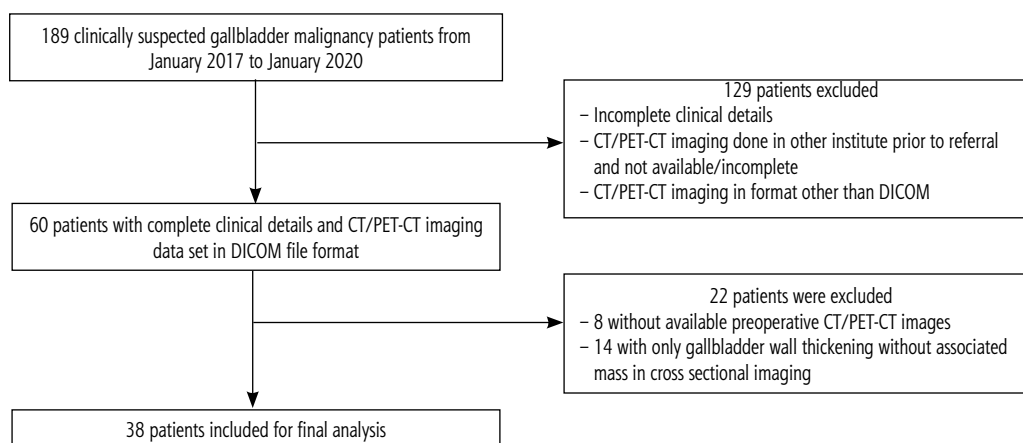 189 clinically suspected gallbladder malignancy patients from
January 2017 to January 2020
129 patients excluded
– Incomplete clinical details
– CT/PET-CT imaging done in other institute prior to referral
and not available/incomplete
– CT/PET-CT imaging in format other than DICOM
60 patients with complete clinical details and CT/PET-CT imaging
data set in DICOM file format
22 patients were excluded
– 8 without available preoperative CT/PET-CT images
– 14 with only gallbladder wall thickening without associated
mass in cross sectional imaging
38 patients included for final analysis